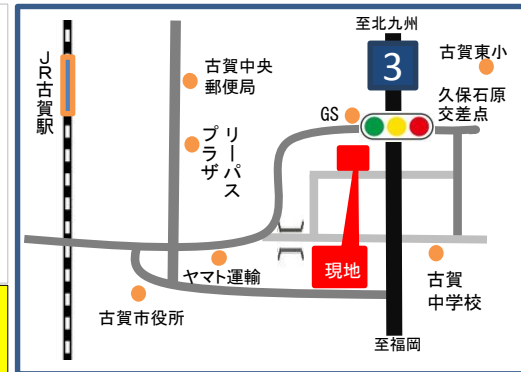 至北九州
3
古賀東小
JR古賀駅
古賀中央
郵便局
GS
久保石原
交差点
リーパス
プラザ
現地
ヤマト運輸
古賀市役所
古賀
中学校
至福岡